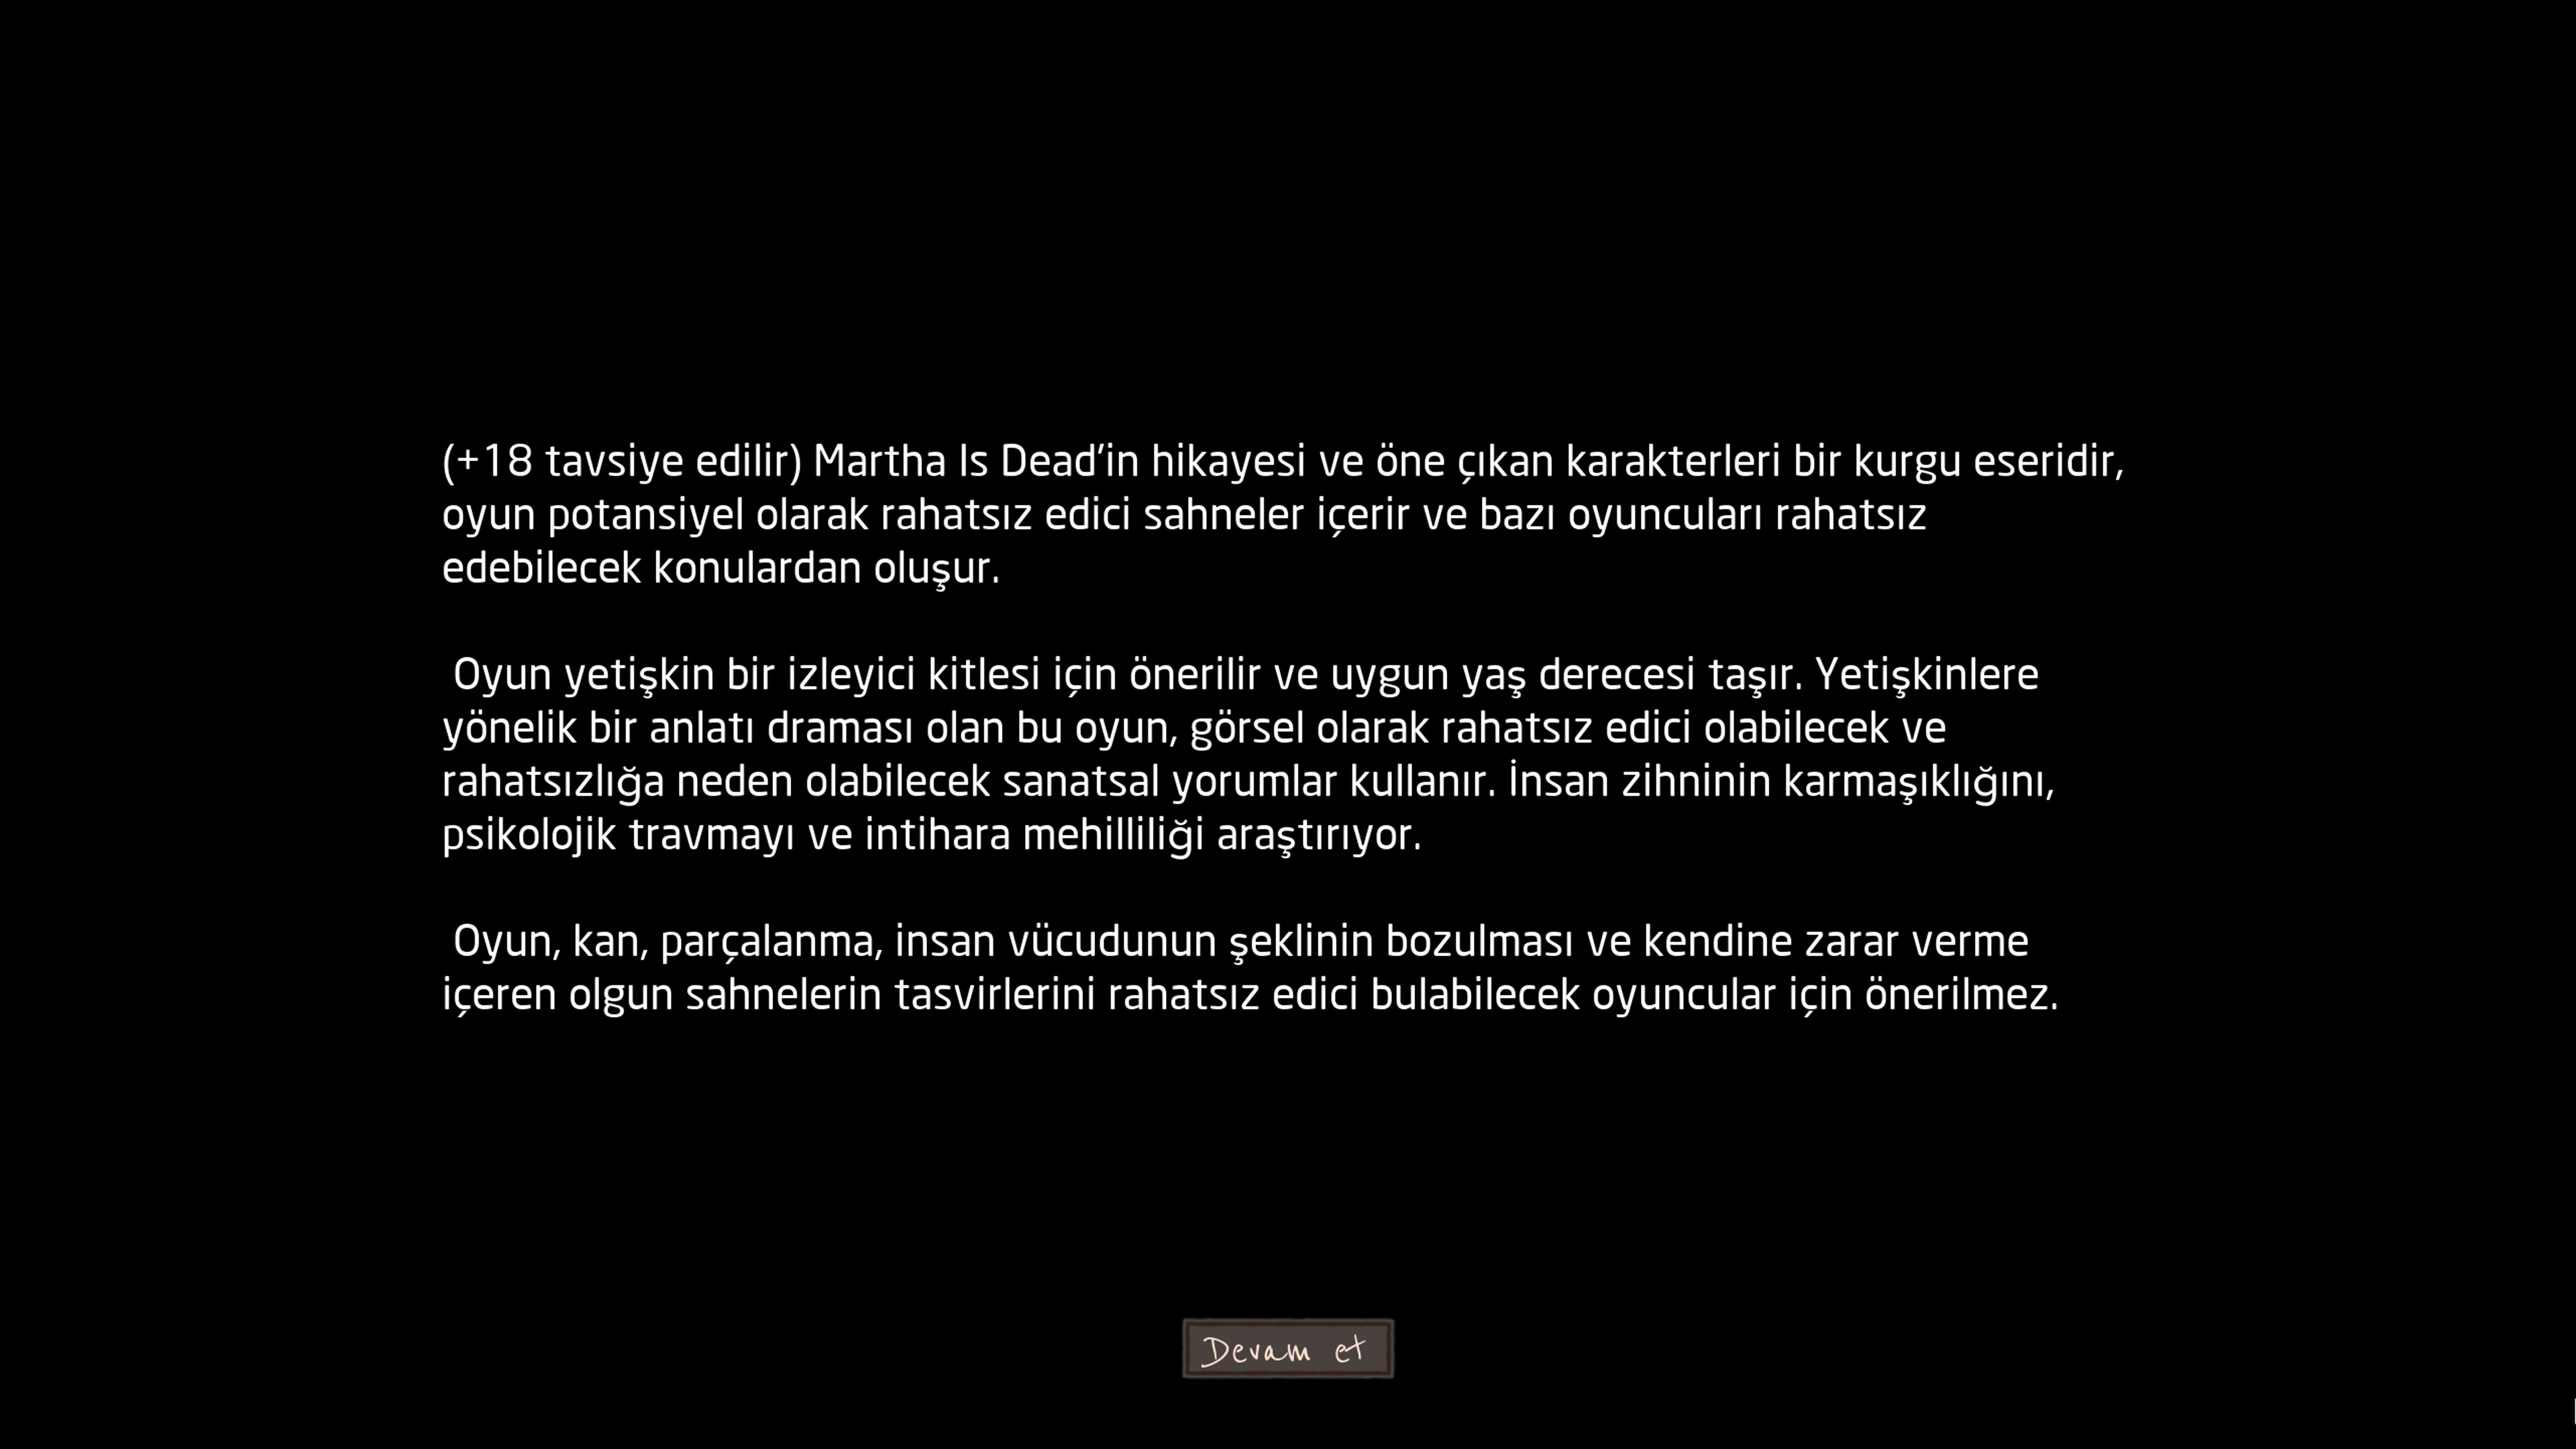 (+18 tavsiye edilir) Martha Is Dead'in hikayesi ve öne çıkan karakterleri bir kurgu eseridir,
oyun potansiyel olarak rahatsız edici sahneler içerir ve bazı oyuncuları rahatsız
edebilecek konulardan oluşur.
Oyun yetişkin bir izleyici kitlesi için önerilir ve uygun yaş derecesi taşır. Yetişkinlere
yönelik bir anlatı draması olan bu oyun, görsel olarak rahatsız edici olabilecek ve
rahatsızlığa neden olabilecek sanatsal yorumlar kullanır. İnsan zihninin karmaşıklığını,
psikolojik travmayı ve intihara mehilliliği araştırıyor.
Oyun, kan, parçalanma, insan vücudunun şeklinin bozulması ve kendine zarar verme
içeren olgun sahnelerin tasvirlerini rahatsız edici bulabilecek oyuncular için önerilmez.
Devam et